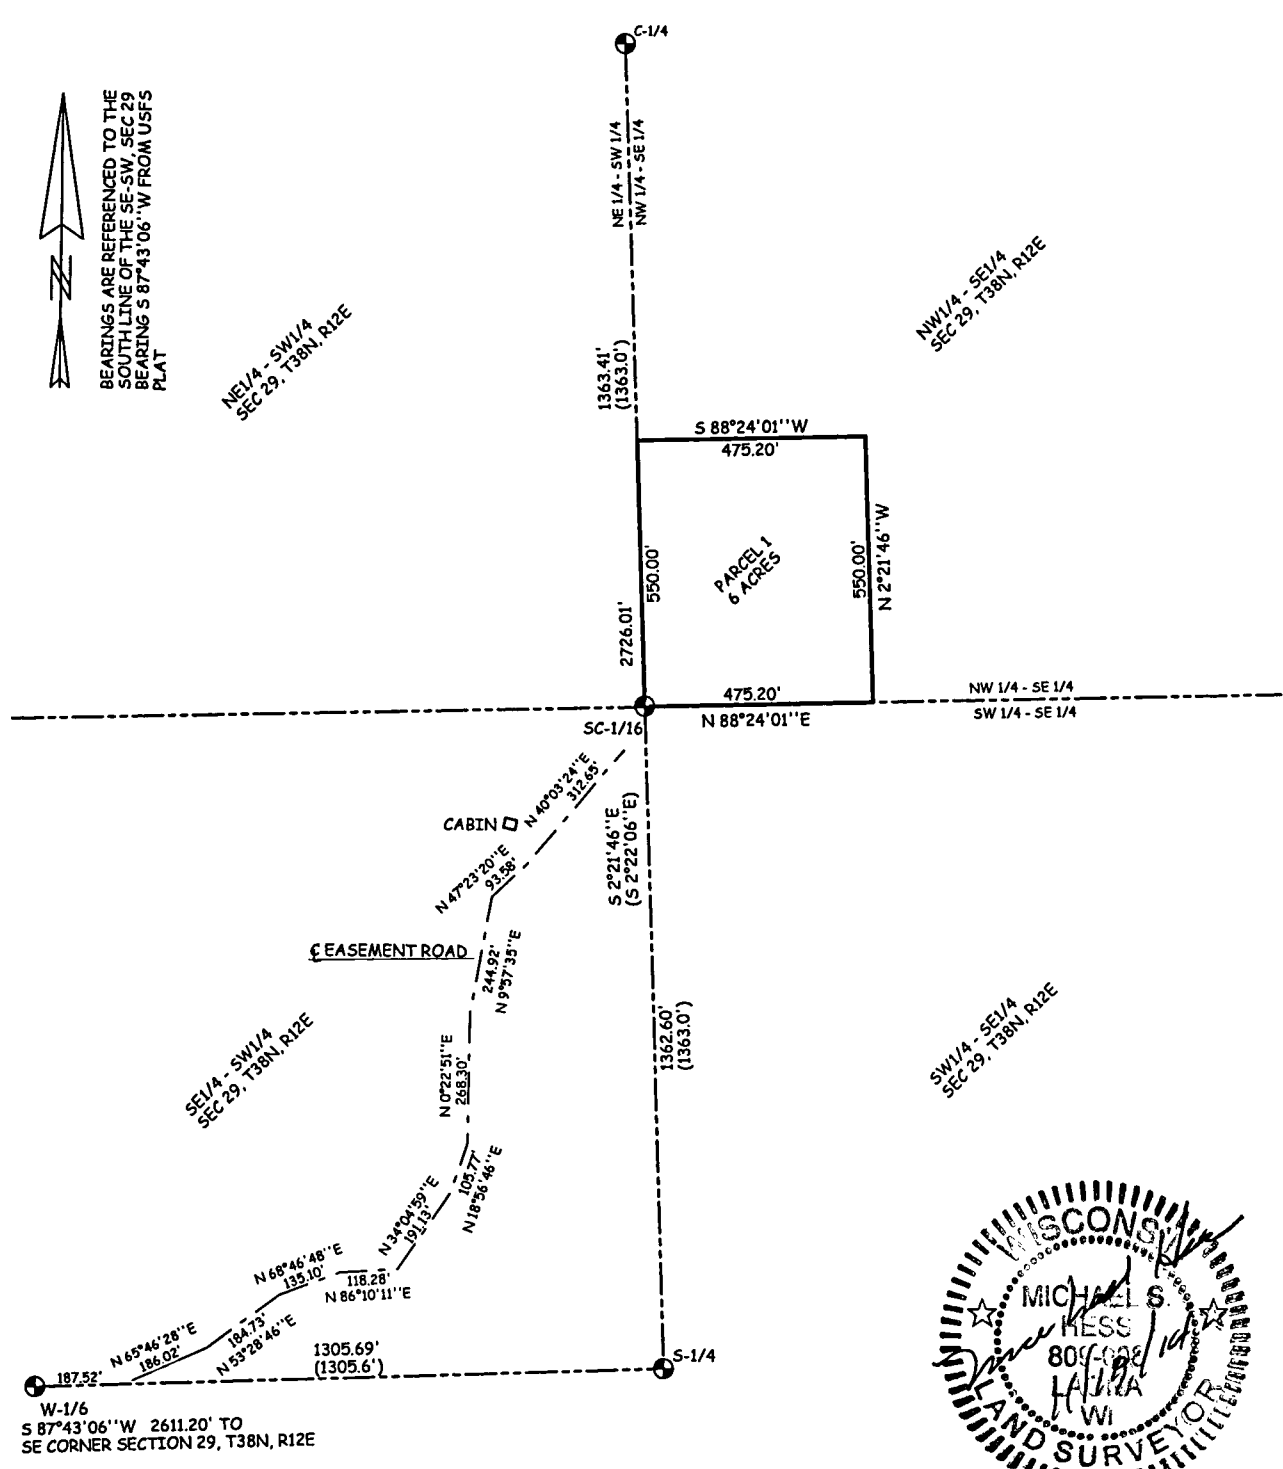 C-1/4
BEARINGS ARE REFERENCED TO THE
SOUTH LINE OF THE SE-SW, SEC 29
BEARING S 87°43'06''W FROM USFS
PLAT
N
NE 1/4 - SW 1/4
NW 1/4 - SE 1/4
NE1/4 - SW1/4
SEC 29, T38N, R12E
NW1/4 - SE1/4
SEC 29, T38N, R12E
1363.41'
(1363.0')
S 88°24'01''W
475.20'
PARCEL 1
6 ACRES
550.00'
2726.01'
550.00'
N 2°21'46''W
475.20'
N 88°24'01''E
NW 1/4 - SE 1/4
SW 1/4 - SE 1/4
SC-1/16
N 40°03'24''E
312.65'
CABIN
S 2°21'46''E
(S 2°22'06''E)
N 47°23'20''E
93.58'
℄ EASEMENT ROAD
244.92'
N 9°57'35''E
SE1/4 - SW1/4
SEC 29, T38N, R12E
N 0°22'51''E
268.30'
1362.60'
(1363.0')
SW1/4 - SE1/4
SEC 29, T38N, R12E
105.77'
N 18°56'46''E
N 34°04'59''E
191.13'
N 68°46'48''E
135.10'
118.28'
N 86°10'11''E
N 65°46'28''E
186.02'
184.73'
N 53°28'46''E
1305.69'
(1305.6')
S-1/4
187.52'
W-1/6
S 87°43'06''W 2611.20' TO
SE CORNER SECTION 29, T38N, R12E
WISCONSIN
MICHAEL S.
HESS
LAONA
WI
LAND SURVEYOR